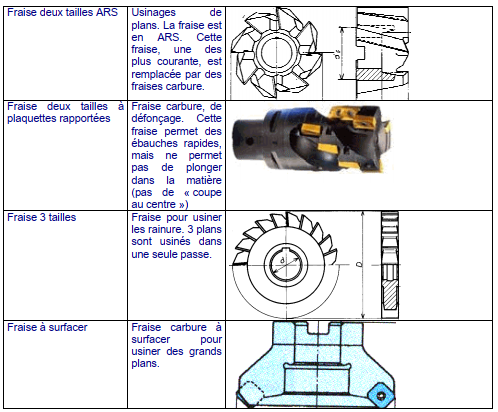 Fraise deux tailles ARS
Usinages de
plans. La fraise est
en ARS. Cette
fraise, une des
plus courante, est
remplacée par des
fraises carbure.
Fraise deux tailles à
plaquettes rapportées
Fraise carbure, de
défonçage. Cette
fraise permet des
ébauches rapides,
mais ne permet
pas de plonger
dans la matière
(pas de « coupe
au centre »)
Fraise 3 tailles
Fraise pour usiner
les rainure. 3 plans
sont usinés dans
une seule passe.
d
D
Fraise à surfacer
Fraise carbure à
surfacer pour
usiner des grands
plans.